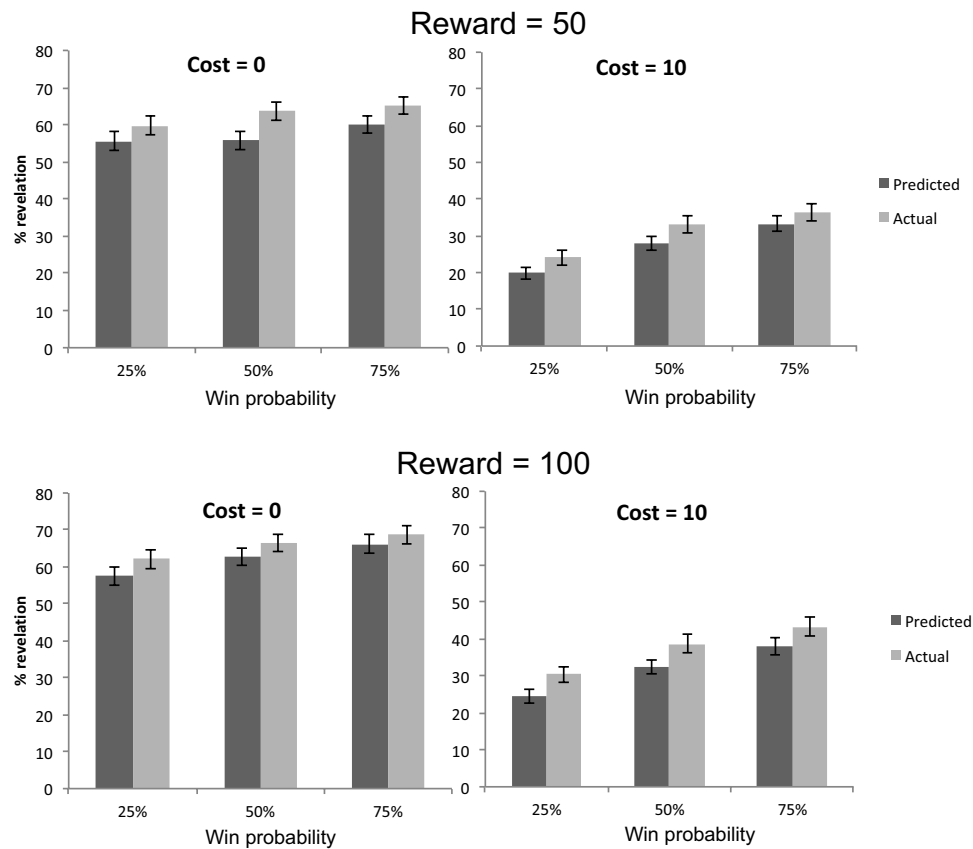 Reward = 50
Cost = 0
% revelation
80
70
60
50
40
30
20
10
0
25% 50% 75%
Win probability
Cost = 10
80
70
60
50
40
30
20
10
0
25% 50% 75%
Win probability
Predicted
Actual
Reward = 100
Cost = 0
% revelation
80
70
60
50
40
30
20
10
0
25% 50% 75%
Win probability
Cost = 10
80
70
60
50
40
30
20
10
0
25% 50% 75%
Win probability
Predicted
Actual